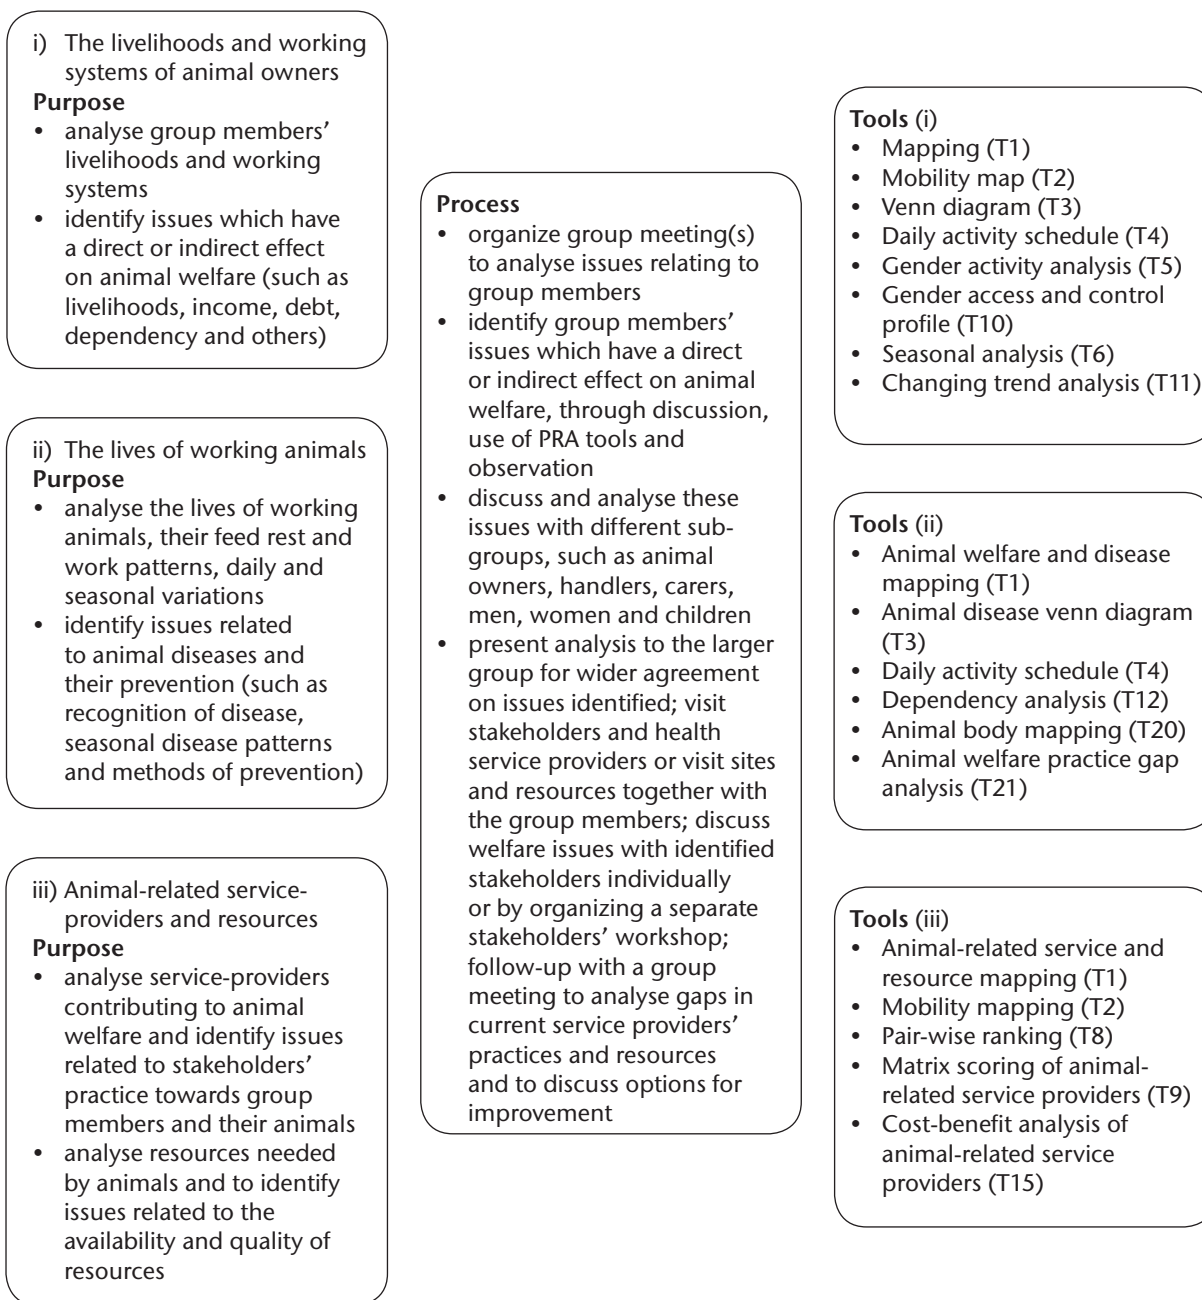 i) The livelihoods and working
systems of animal owners
Purpose
• analyse group members’
livelihoods and working
systems
• identify issues which have
a direct or indirect effect
on animal welfare (such as
livelihoods, income, debt,
dependency and others)
ii) The lives of working animals
Purpose
• analyse the lives of working
animals, their feed rest and
work patterns, daily and
seasonal variations
• identify issues related
to animal diseases and
their prevention (such as
recognition of disease,
seasonal disease patterns
and methods of prevention)
iii) Animal-related service-
providers and resources
Purpose
• analyse service-providers
contributing to animal
welfare and identify issues
related to stakeholders’
practice towards group
members and their animals
• analyse resources needed
by animals and to identify
issues related to the
availability and quality of
resources
Process
• organize group meeting(s)
to analyse issues relating to
group members
• identify group members’
issues which have a direct
or indirect effect on animal
welfare, through discussion,
use of PRA tools and
observation
• discuss and analyse these
issues with different sub-
groups, such as animal
owners, handlers, carers,
men, women and children
• present analysis to the larger
group for wider agreement
on issues identified; visit
stakeholders and health
service providers or visit sites
and resources together with
the group members; discuss
welfare issues with identified
stakeholders individually
or by organizing a separate
stakeholders’ workshop;
follow-up with a group
meeting to analyse gaps in
current service providers’
practices and resources
and to discuss options for
improvement
Tools (i)
• Mapping (T1)
• Mobility map (T2)
• Venn diagram (T3)
• Daily activity schedule (T4)
• Gender activity analysis (T5)
• Gender access and control
profile (T10)
• Seasonal analysis (T6)
• Changing trend analysis (T11)
Tools (ii)
• Animal welfare and disease
mapping (T1)
• Animal disease venn diagram
(T3)
• Daily activity schedule (T4)
• Dependency analysis (T12)
• Animal body mapping (T20)
• Animal welfare practice gap
analysis (T21)
Tools (iii)
• Animal-related service and
resource mapping (T1)
• Mobility mapping (T2)
• Pair-wise ranking (T8)
• Matrix scoring of animal-
related service providers (T9)
• Cost-benefit analysis of
animal-related service
providers (T15)